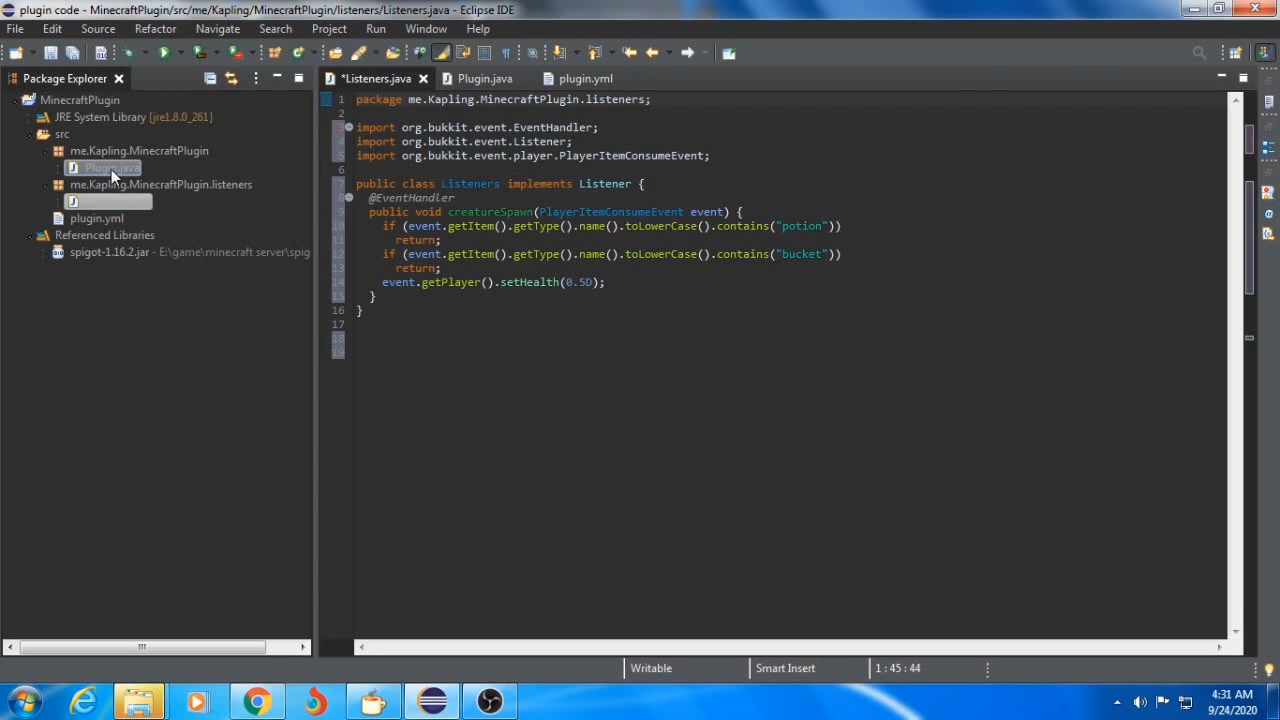 plugin code - MinecraftPlugin/src/me/Kapling/MinecraftPlugin/listeners/Listeners.java - Eclipse IDE
File Edit Source Refactor Navigate Search Project Run Window Help
Package Explorer
*Listeners.java Plugin.java plugin.yml
MinecraftPlugin
JRE System Library [jre1.8.0_261]
src
me.Kapling.MinecraftPlugin
Plugin.java
me.Kapling.MinecraftPlugin.listeners
plugin.yml
Referenced Libraries
spigot-1.16.2.jar - E:\game\minecraft server\spig
1 package me.Kapling.MinecraftPlugin.listeners;
2
3 import org.bukkit.event.EventHandler;
4 import org.bukkit.event.Listener;
5 import org.bukkit.event.player.PlayerItemConsumeEvent;
6
7 public class Listeners implements Listener {
8 @EventHandler
9 public void creatureSpawn(PlayerItemConsumeEvent event) {
10 if (event.getItem().getType().name().toLowerCase().contains("potion"))
11 return;
12 if (event.getItem().getType().name().toLowerCase().contains("bucket"))
13 return;
14 event.getPlayer().setHealth(0.5D);
15 }
16 }
17
18
19
Writable Smart Insert 1 : 45 : 44
4:31 AM
9/24/2020